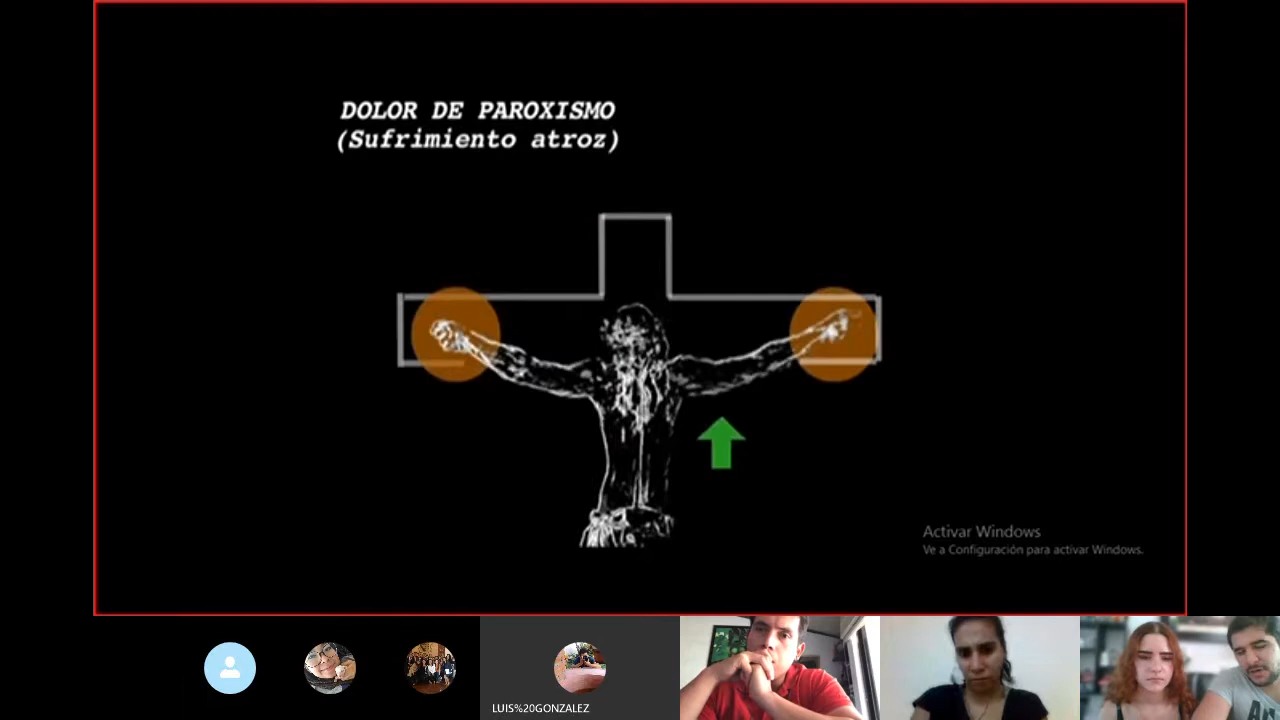 DOLOR DE PAROXISMO
(Sufrimiento atroz)
Activar Windows
Ve a Configuración para activar Windows.
LUIS%20GONZALEZ